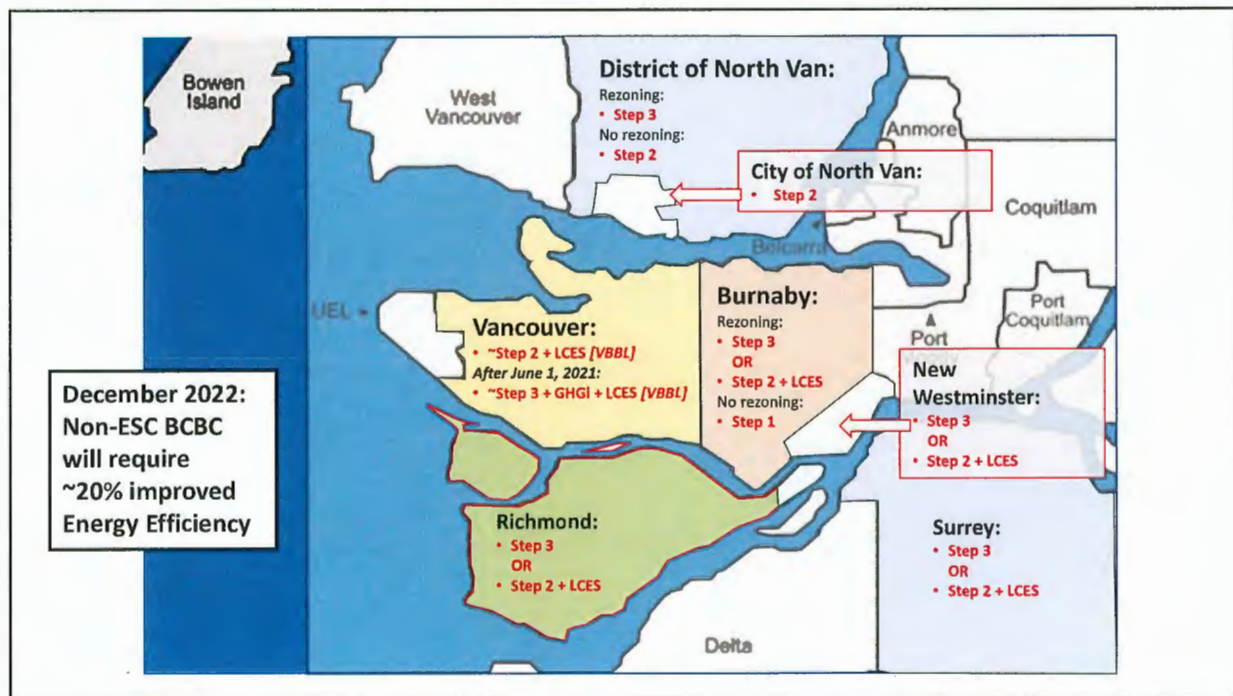 Bowen
Island
West
Vancouver
District of North Van:
Rezoning:
• Step 3
No rezoning:
• Step 2
Anmore
City of North Van:
• Step 2
Coquitlam
Belcarra
UEL
Vancouver:
• ~Step 2 + LCES [VBBL]
After June 1, 2021:
• ~Step 3 + GHGi + LCES [VBBL]
Burnaby:
Rezoning:
• Step 3
OR
• Step 2 + LCES
No rezoning:
• Step 1
Port
Coquitlam
Port
New
Westminster:
• Step 3
OR
• Step 2 + LCES
December 2022:
Non-ESC BCBC
will require
~20% improved
Energy Efficiency
Richmond:
• Step 3
OR
• Step 2 + LCES
Surrey:
• Step 3
OR
• Step 2 + LCES
Delta